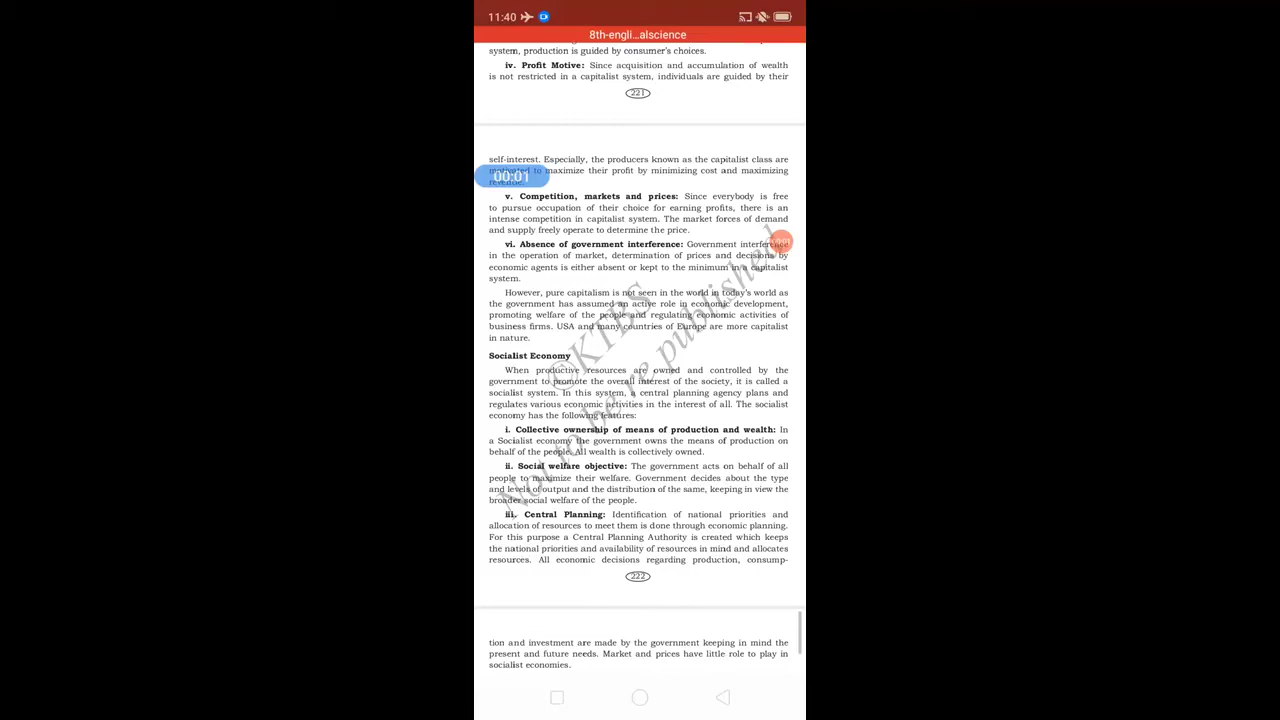 11:40
8th-engli...alscience
system, production is guided by consumer's choices.
iv. Profit Motive: Since acquisition and accumulation of wealth
is not restricted in a capitalist system, individuals are guided by their
221
self-interest. Especially, the producers known as the capitalist class are
motivated to maximize their profit by minimizing cost and maximizing
revenue.
00:01
v. Competition, markets and prices: Since everybody is free
to pursue occupation of their choice for earning profits, there is an
intense competition in capitalist system. The market forces of demand
and supply freely operate to determine the price.
vi. Absence of government interference: Government interference
in the operation of market, determination of prices and decisions by
economic agents is either absent or kept to the minimum in a capitalist
system.
However, pure capitalism is not seen in the world in today's world as
the government has assumed an active role in economic development,
promoting welfare of the people and regulating economic activities of
business firms. USA and many countries of Europe are more capitalist
in nature.
Socialist Economy
When productive resources are owned and controlled by the
government to promote the overall interest of the society, it is called a
socialist system. In this system, a central planning agency plans and
regulates various economic activities in the interest of all. The socialist
economy has the following features:
i. Collective ownership of means of production and wealth: In
a Socialist economy the government owns the means of production on
behalf of the people. All wealth is collectively owned.
ii. Social welfare objective: The government acts on behalf of all
people to maximize their welfare. Government decides about the type
and levels of output and the distribution of the same, keeping in view the
broader social welfare of the people.
iii. Central Planning: Identification of national priorities and
allocation of resources to meet them is done through economic planning.
For this purpose a Central Planning Authority is created which keeps
the national priorities and availability of resources in mind and allocates
resources. All economic decisions regarding production, consump-
222
tion and investment are made by the government keeping in mind the
present and future needs. Market and prices have little role to play in
socialist economies.
©KTBS
Not to be re published